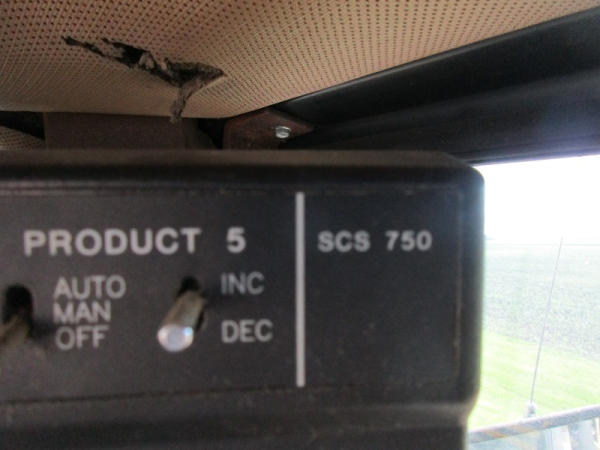 PRODUCT 5
SCS 750
AUTO
MAN
OFF
INC
DEC